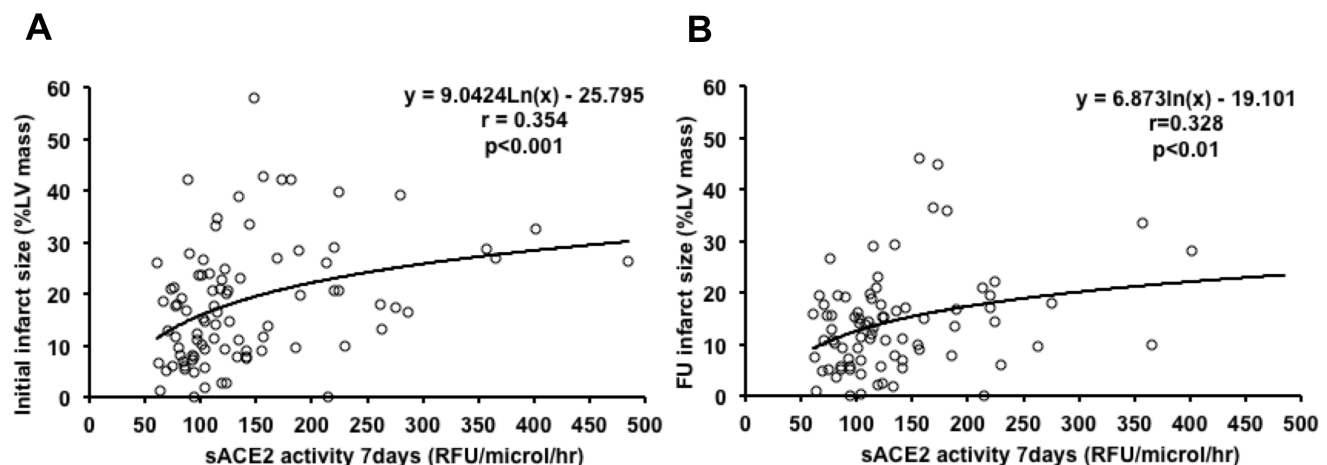 A
B
y = 9.0424Ln(x) - 25.795
r = 0.354
p<0.001
Initial infarct size (%LV mass)
60
50
40
30
20
10
0
0 50 100 150 200 250 300 350 400 450 500
sACE2 activity 7days (RFU/microl/hr)
y = 6.873ln(x) - 19.101
r=0.328
p<0.01
FU infarct size (%LV mass)
60
50
40
30
20
10
0
0 50 100 150 200 250 300 350 400 450 500
sACE2 activity 7days (RFU/microl/hr)